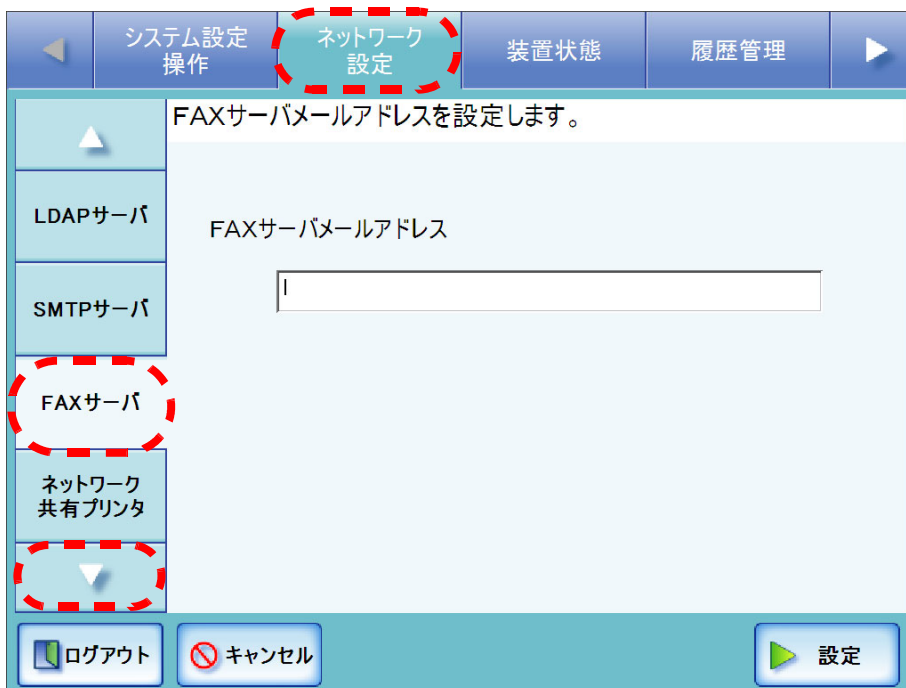 システム設定
操作
ネットワーク
設定
装置状態
履歴管理
FAXサーバメールアドレスを設定します。
LDAPサーバ
FAXサーバメールアドレス
SMTPサーバ
FAXサーバ
ネットワーク
共有プリンタ
ログアウト
キャンセル
設定